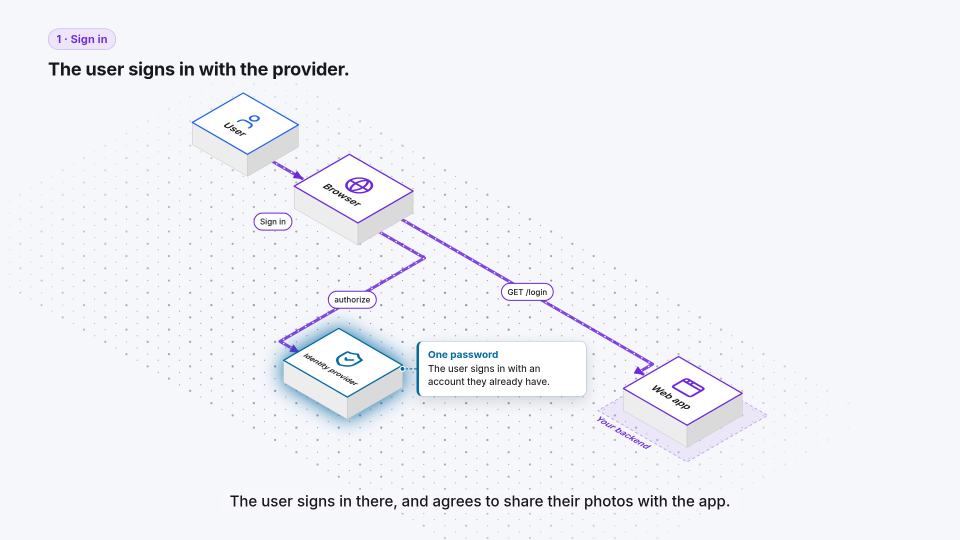 1 · Sign in
The user signs in with the provider.
User
Browser
Sign in
GET /login
authorize
Identity provider
One password
The user signs in with an
account they already have.
Web app
Your backend
The user signs in there, and agrees to share their photos with the app.